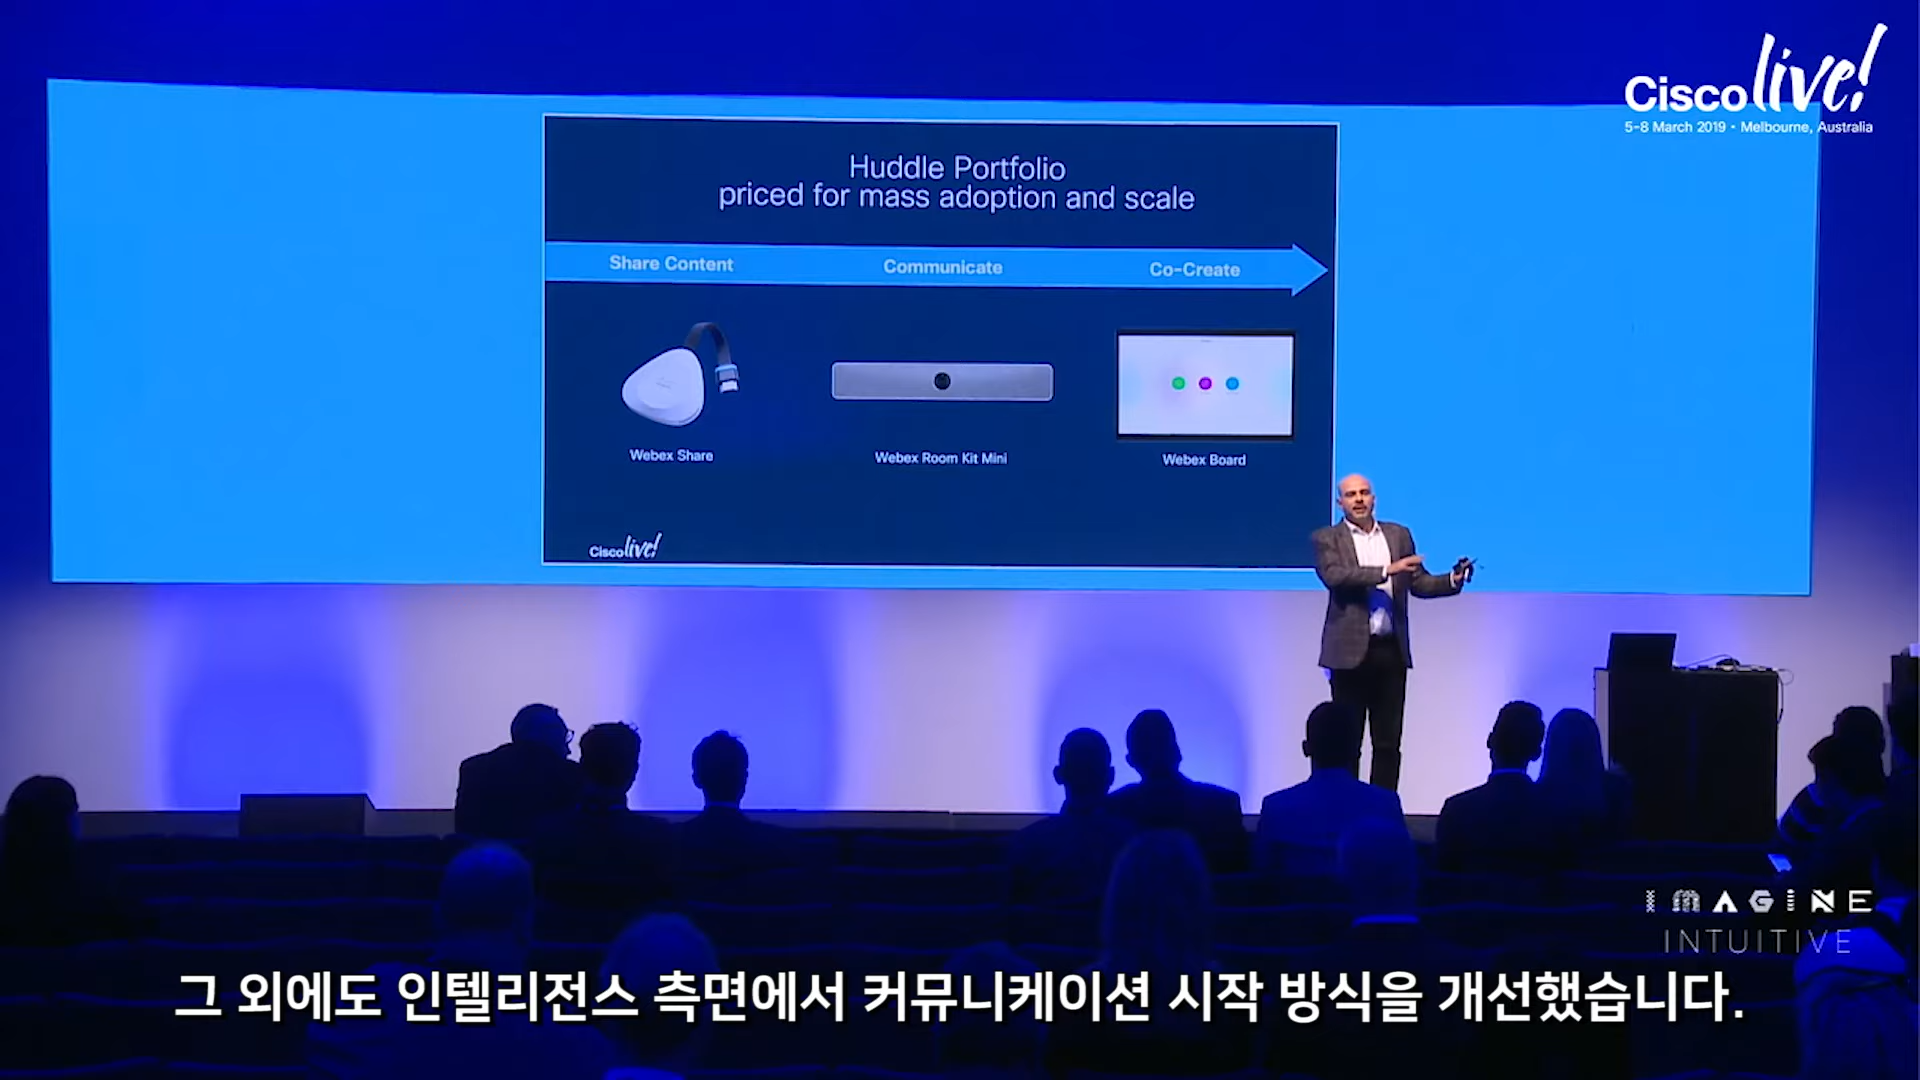 Cisco live!
5-8 March 2019 • Melbourne, Australia
Huddle Portfolio
priced for mass adoption and scale
Share Content
Communicate
Co-Create
Webex Share
Webex Room Kit Mini
Webex Board
Cisco live!
IMAGINE
INTUITIVE
그 외에도 인텔리전스 측면에서 커뮤니케이션 시작 방식을 개선했습니다.